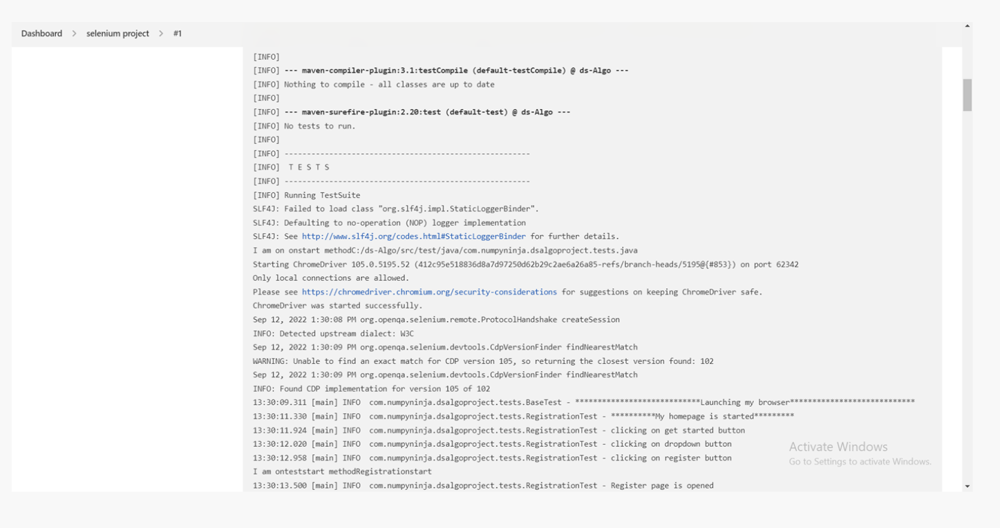 Dashboard > selenium project > #1
[INFO]
[INFO] --- maven-compiler-plugin:3.1:testCompile (default-testCompile) @ ds-Algo ---
[INFO] Nothing to compile - all classes are up to date
[INFO]
[INFO] --- maven-surefire-plugin:2.20:test (default-test) @ ds-Algo ---
[INFO] No tests to run.
[INFO]
[INFO] -------------------------------------------------------
[INFO]  T E S T S
[INFO] -------------------------------------------------------
[INFO] Running TestSuite
SLF4J: Failed to load class "org.slf4j.impl.StaticLoggerBinder".
SLF4J: Defaulting to no-operation (NOP) logger implementation
SLF4J: See http://www.slf4j.org/codes.html#StaticLoggerBinder for further details.
I am on onstart methodC:/ds-Algo/src/test/java/com.numpyninja.dsalgoproject.tests.java
Starting ChromeDriver 105.0.5195.52 (412c95e518836d8a7d97250d62b29c2ae6a26a85-refs/branch-heads/5195@{#853}) on port 62342
Only local connections are allowed.
Please see https://chromedriver.chromium.org/security-considerations for suggestions on keeping ChromeDriver safe.
ChromeDriver was started successfully.
Sep 12, 2022 1:30:08 PM org.openqa.selenium.remote.ProtocolHandshake createSession
INFO: Detected upstream dialect: W3C
Sep 12, 2022 1:30:09 PM org.openqa.selenium.devtools.CdpVersionFinder findNearestMatch
WARNING: Unable to find an exact match for CDP version 105, so returning the closest version found: 102
Sep 12, 2022 1:30:09 PM org.openqa.selenium.devtools.CdpVersionFinder findNearestMatch
INFO: Found CDP implementation for version 105 of 102
13:30:09.311 [main] INFO  com.numpyninja.dsalgoproject.tests.BaseTest - ****************************Launching my browser****************************
13:30:11.330 [main] INFO  com.numpyninja.dsalgoproject.tests.RegistrationTest - **********My homepage is started*********
13:30:11.924 [main] INFO  com.numpyninja.dsalgoproject.tests.RegistrationTest - clicking on get started button
13:30:12.020 [main] INFO  com.numpyninja.dsalgoproject.tests.RegistrationTest - clicking on dropdown button
13:30:12.958 [main] INFO  com.numpyninja.dsalgoproject.tests.RegistrationTest - clicking on register button
I am onteststart methodRegistrationstart
13:30:13.500 [main] INFO  com.numpyninja.dsalgoproject.tests.RegistrationTest - Register page is opened
Activate Windows
Go to Settings to activate Windows.